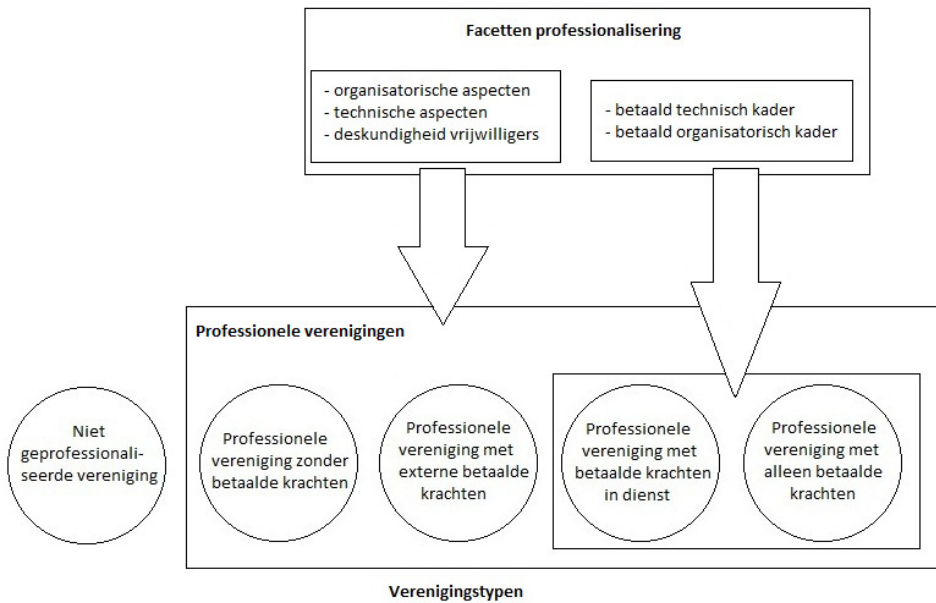 Facetten professionalisering
- organisatorische aspecten
- technische aspecten
- deskundigheid vrijwilligers
- betaald technisch kader
- betaald organisatorisch kader
Professionele verenigingen
Niet
geprofessionali-
seerde vereniging
Professionele
vereniging zonder
betaalde krachten
Professionele
vereniging met
externe betaalde
krachten
Professionele
vereniging met
betaalde krachten
in dienst
Professionele
vereniging met
alleen betaalde
krachten
Verenigingstypen